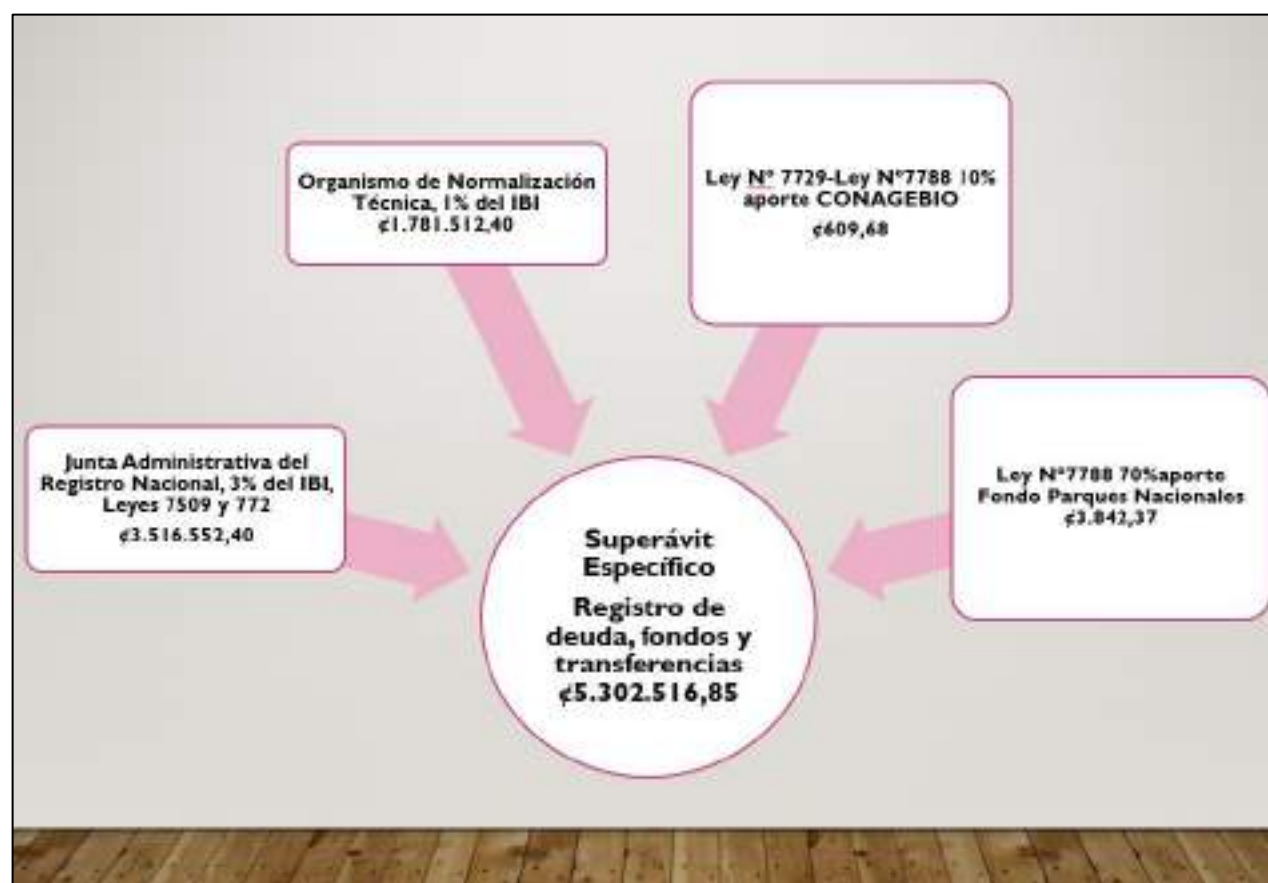 Organismo de Normalización
Técnica, 1% del IBI
¢1.781.512,40
Ley Nº 7729-Ley Nº7788 10%
aporte CONAGEBIO
¢609,68
Junta Administrativa del
Registro Nacional, 3% del IBI,
Leyes 7509 y 772
¢3.516.552,40
Ley Nº7788 70%aporte
Fondo Parques Nacionales
¢3.842,37
Superávit
Específico
Registro de
deuda, fondos y
transferencias
¢5.302.516,85